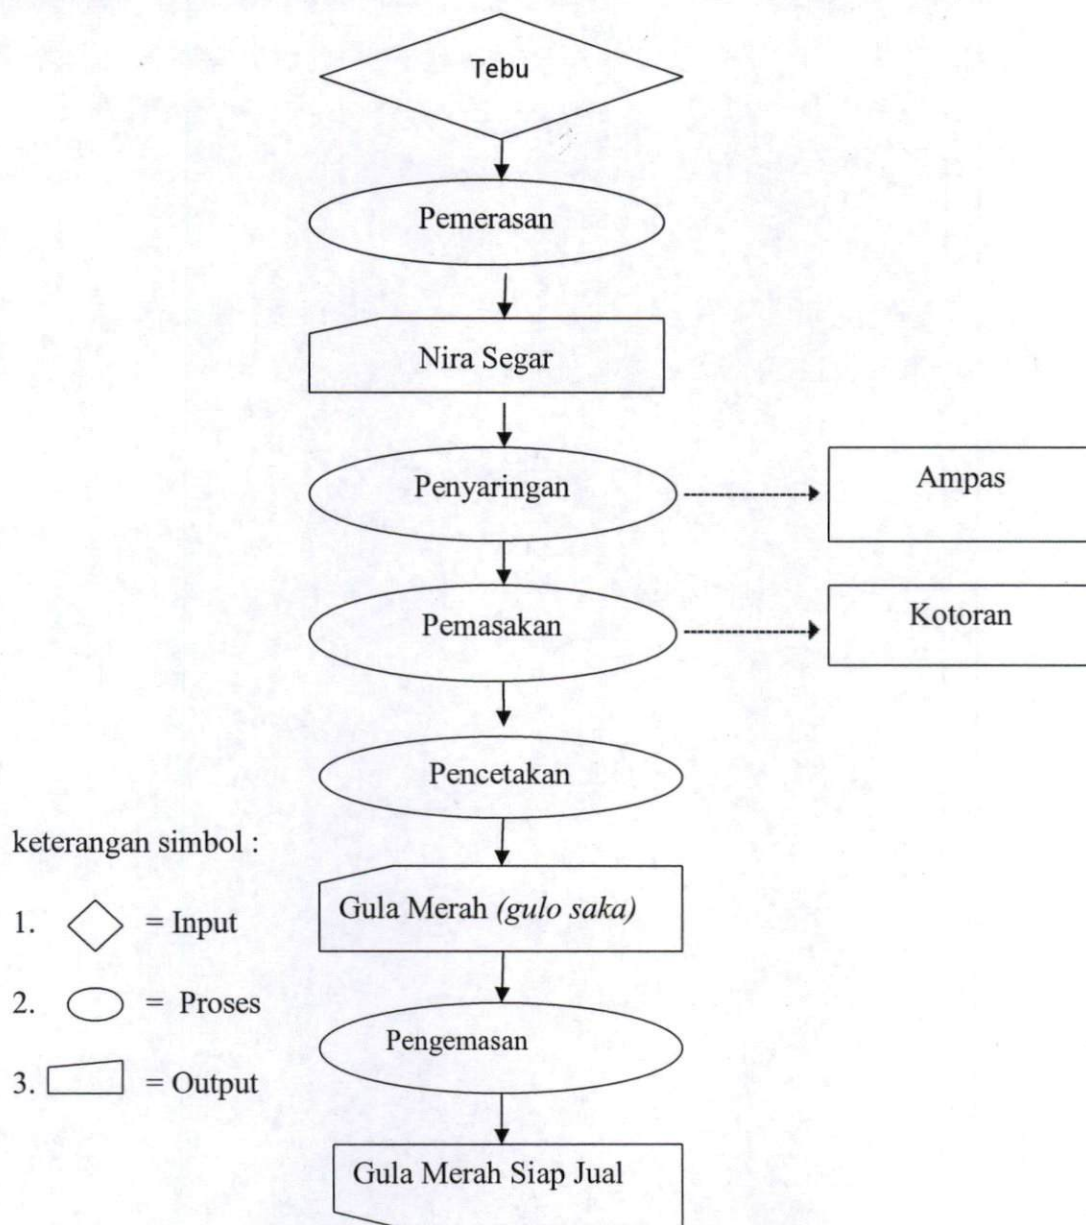 Tebu
Pemerasan
Nira Segar
Penyaringan
Ampas
Pemasakan
Kotoran
Pencetakan
keterangan simbol :
Gula Merah (gulo saka)
1. = Input
2. = Proses
Pengemasan
3. = Output
Gula Merah Siap Jual